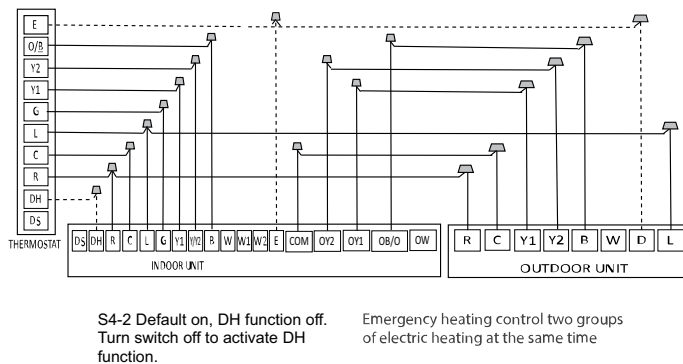 E
O/B
Y2
Y1
G
L
C
R
DH
DS
THERMOSTAT
DS DH R C L G Y1 Y/Y2 B W W1 W2 E COM OY2 OY1 OB/O OW
INDOOR UNIT
R C Y1 Y2 B W D L
OUTDOOR UNIT
S4-2 Default on, DH function off.
Turn switch off to activate DH
function.
Emergency heating control two groups
of electric heating at the same time